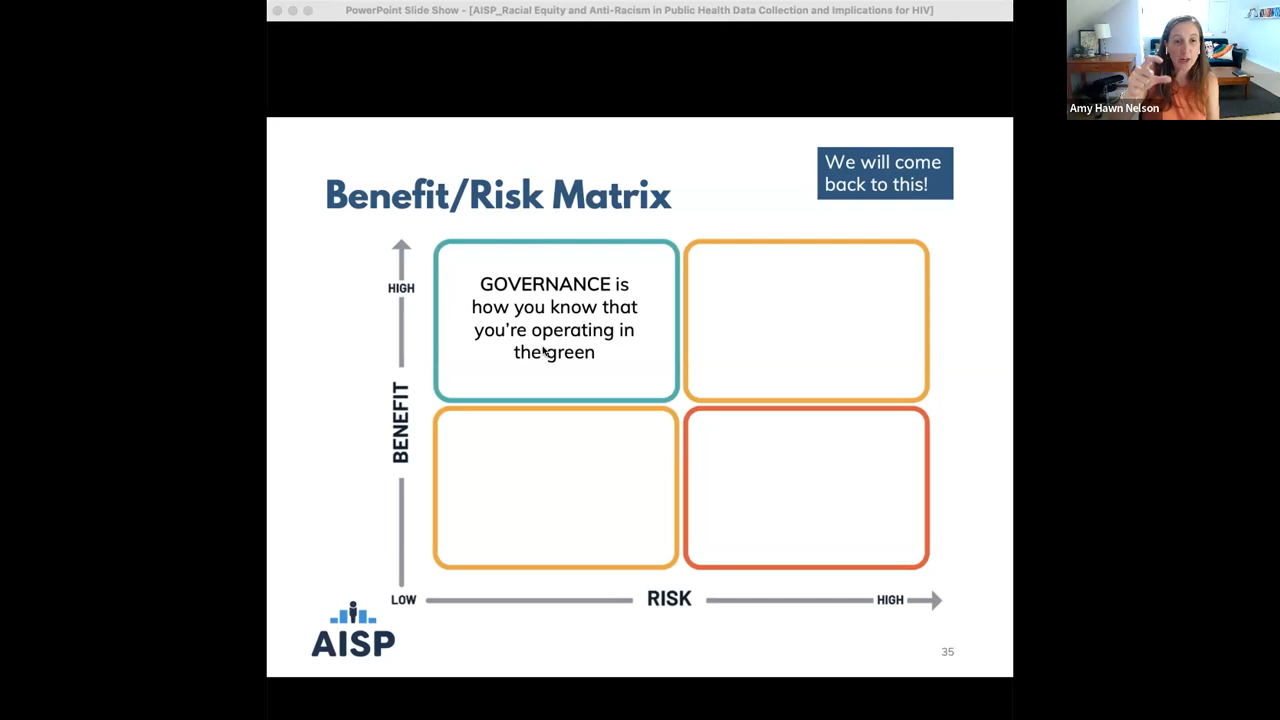 PowerPoint Slide Show - [AISP_Racial Equity and Anti-Racism in Public Health Data Collection and Implications for HIV]
Amy Hawn Nelson
We will come
back to this!
Benefit/Risk Matrix
HIGH
GOVERNANCE is
how you know that
you're operating in
the green
BENEFIT
LOW
RISK
HIGH
AISP
35